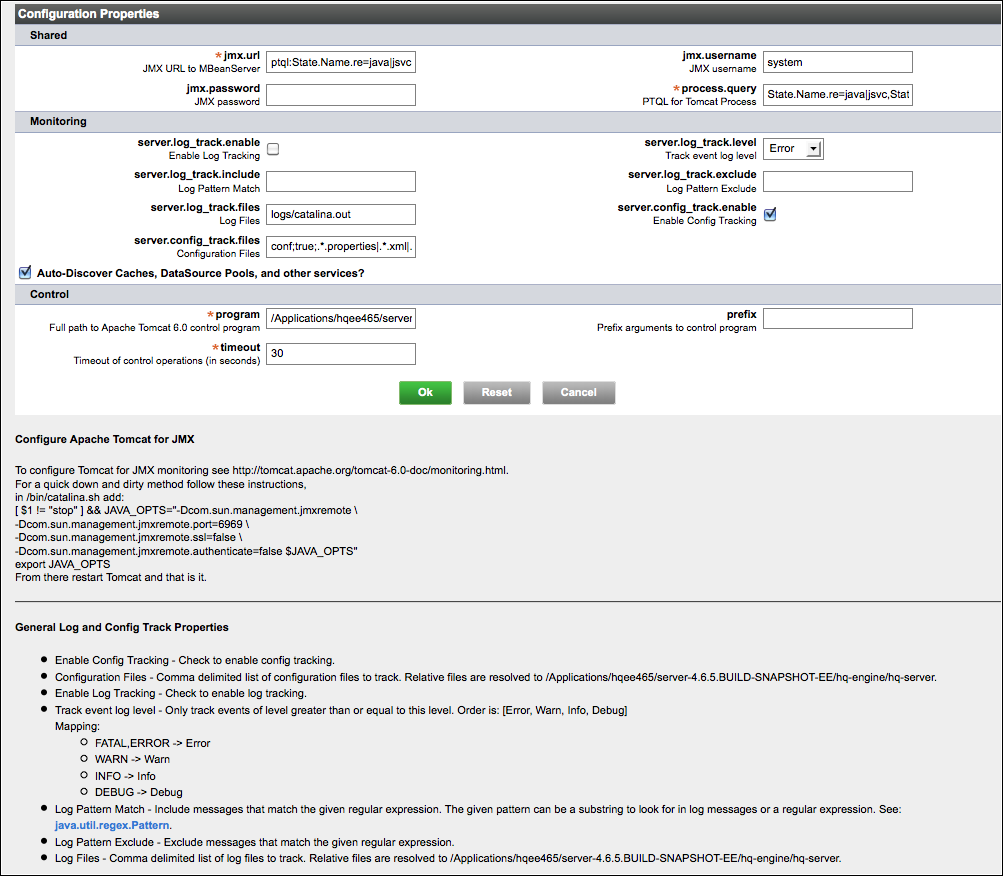 Configuration Properties
Shared
*jmx.url
JMX URL to MBeanServer
ptql:State.Name.re=java|jsvc
jmx.username
JMX username
system
jmx.password
JMX password
*process.query
PTQL for Tomcat Process
State.Name.re=java|jsvc,Stat
Monitoring
server.log_track.enable
Enable Log Tracking
server.log_track.level
Track event log level
Error
server.log_track.include
Log Pattern Match
server.log_track.exclude
Log Pattern Exclude
server.log_track.files
Log Files
logs/catalina.out
server.config_track.enable
Enable Config Tracking
server.config_track.files
Configuration Files
conf;true;.*.properties|.*.xml|.
Auto-Discover Caches, DataSource Pools, and other services?
Control
*program
Full path to Apache Tomcat 6.0 control program
/Applications/hqee465/server
prefix
Prefix arguments to control program
*timeout
Timeout of control operations (in seconds)
30
Ok
Reset
Cancel
Configure Apache Tomcat for JMX
To configure Tomcat for JMX monitoring see http://tomcat.apache.org/tomcat-6.0-doc/monitoring.html.
For a quick down and dirty method follow these instructions,
in /bin/catalina.sh add:
[ $1 != "stop" ] && JAVA_OPTS="-Dcom.sun.management.jmxremote \
-Dcom.sun.management.jmxremote.port=6969 \
-Dcom.sun.management.jmxremote.ssl=false \
-Dcom.sun.management.jmxremote.authenticate=false $JAVA_OPTS"
export JAVA_OPTS
From there restart Tomcat and that is it.
General Log and Config Track Properties
• Enable Config Tracking - Check to enable config tracking.
• Configuration Files - Comma delimited list of configuration files to track. Relative files are resolved to /Applications/hqee465/server-4.6.5.BUILD-SNAPSHOT-EE/hq-engine/hq-server.
• Enable Log Tracking - Check to enable log tracking.
• Track event log level - Only track events of level greater than or equal to this level. Order is: [Error, Warn, Info, Debug]
Mapping:
○ FATAL,ERROR -> Error
○ WARN -> Warn
○ INFO -> Info
○ DEBUG -> Debug
• Log Pattern Match - Include messages that match the given regular expression. The given pattern can be a substring to look for in log messages or a regular expression. See:
java.util.regex.Pattern.
• Log Pattern Exclude - Exclude messages that match the given regular expression.
• Log Files - Comma delimited list of log files to track. Relative files are resolved to /Applications/hqee465/server-4.6.5.BUILD-SNAPSHOT-EE/hq-engine/hq-server.